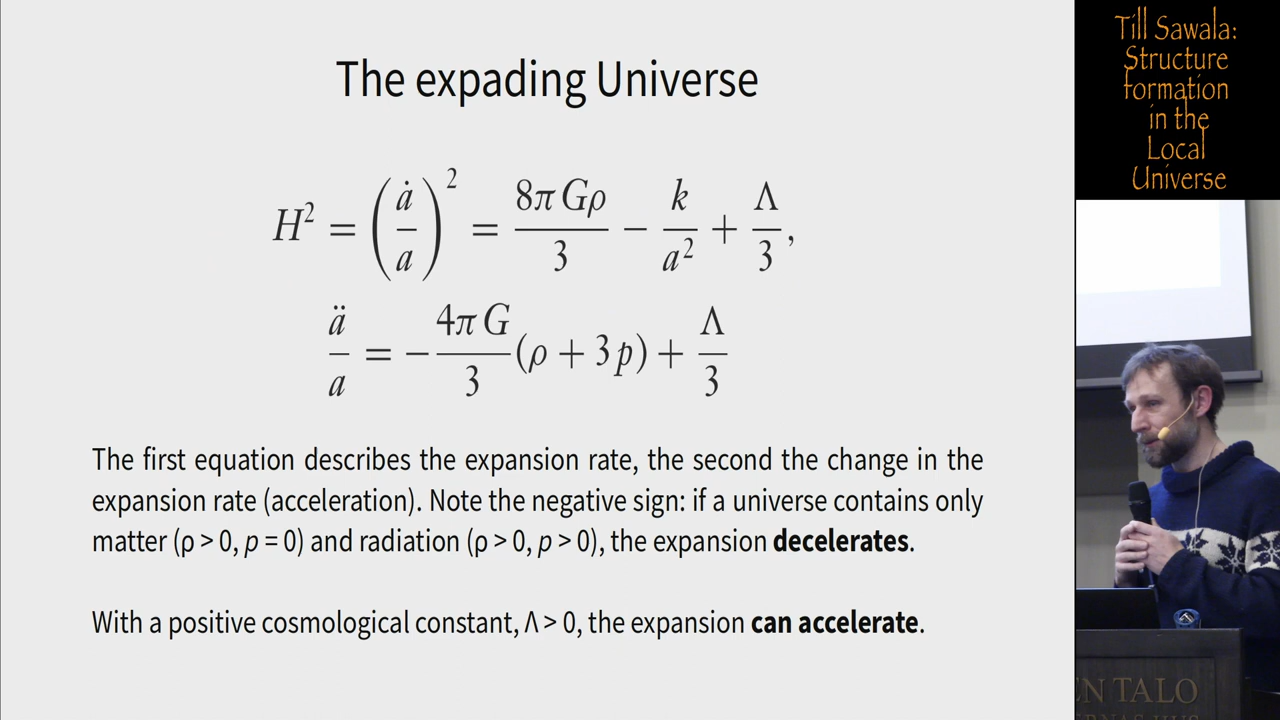 The expading Universe
H² = (ȧ/a)² = 8πGρ/3 − k/a² + Λ/3,
ä/a = −4πG/3 (ρ + 3p) + Λ/3
The first equation describes the expansion rate, the second the change in the
expansion rate (acceleration). Note the negative sign: if a universe contains only
matter (ρ > 0, p = 0) and radiation (ρ > 0, p > 0), the expansion decelerates.
With a positive cosmological constant, Λ > 0, the expansion can accelerate.
Till Sawala:
Structure
formation
in the
Local
Universe
EN TALO